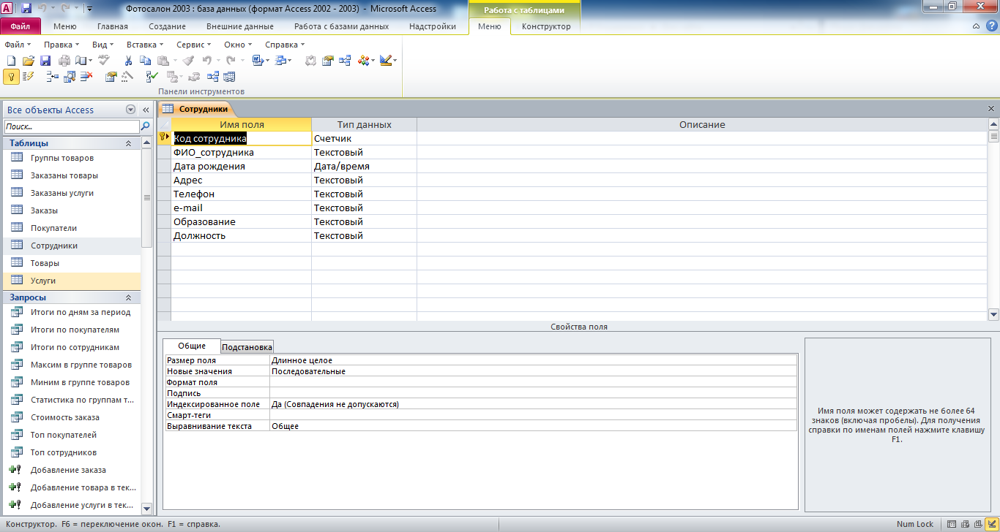 Фотосалон 2003 : база данных (формат Access 2002 - 2003) - Microsoft Access
Работа с таблицами
Файл Меню Главная Создание Внешние данные Работа с базами данных Надстройки Меню Конструктор
Файл Правка Вид Вставка Сервис Окно Справка
Панели инструментов
Все объекты Access
Поиск...
Таблицы
Группы товаров
Заказаны товары
Заказаны услуги
Заказы
Покупатели
Сотрудники
Товары
Услуги
Запросы
Итоги по дням за период
Итоги по покупателям
Итоги по сотрудникам
Максим в группе товаров
Миним в группе товаров
Статистика по группам т...
Стоимость заказа
Топ покупателей
Топ сотрудников
Добавление заказа
Добавление товара в тек...
Добавление услуги в тек...
Сотрудники
Имя поля Тип данных Описание
Код сотрудника Счетчик
ФИО_сотрудника Текстовый
Дата рождения Дата/время
Адрес Текстовый
Телефон Текстовый
e-mail Текстовый
Образование Текстовый
Должность Текстовый
Свойства поля
Общие Подстановка
Размер поля Длинное целое
Новые значения Последовательные
Формат поля
Подпись
Индексированное поле Да (Совпадения не допускаются)
Смарт-теги
Выравнивание текста Общее
Имя поля может содержать не более 64
знаков (включая пробелы). Для получения
справки по именам полей нажмите клавишу
F1.
Конструктор. F6 = переключение окон. F1 = справка.
Num Lock